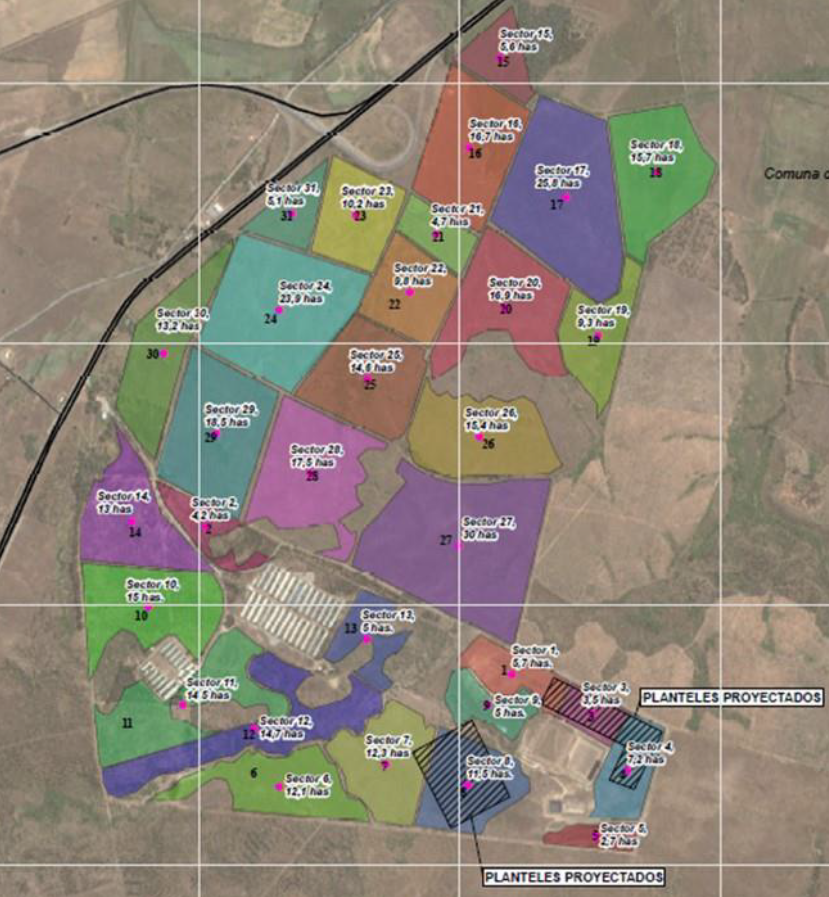 Sector 15,
5,6 has
15
Sector 16,
16,7 has
16
Sector 17,
25,8 has
17
Sector 18,
15,7 has
18
Comuna d
Sector 31,
5,1 has
31
Sector 23,
10,2 has
23
Sector 21,
4,7 has
21
Sector 22,
9,8 has
22
Sector 24,
23,9 has
24
Sector 20,
16,9 has
20
Sector 19,
9,3 has
19
Sector 30,
13,2 has
30
Sector 25,
14,6 has
25
Sector 29,
18,5 has
29
Sector 26,
15,4 has
26
Sector 28,
17,5 has
28
Sector 14,
13 has
14
Sector 2,
4,2 has
2
Sector 27,
30 has
27
Sector 10,
15 has.
10
Sector 13,
5 has.
13
Sector 1,
5,7 has.
1
Sector 11,
14,5 has
11
Sector 9,
5 has.
9
Sector 3,
3,5 has
3
PLANTELES PROYECTADOS
Sector 12,
14,7 has
12
Sector 7,
12,3 has
7
Sector 4,
7,2 has
Sector 6,
12,1 has
6
Sector 8,
11,5 has.
Sector 5,
2,7 has
5
PLANTELES PROYECTADOS